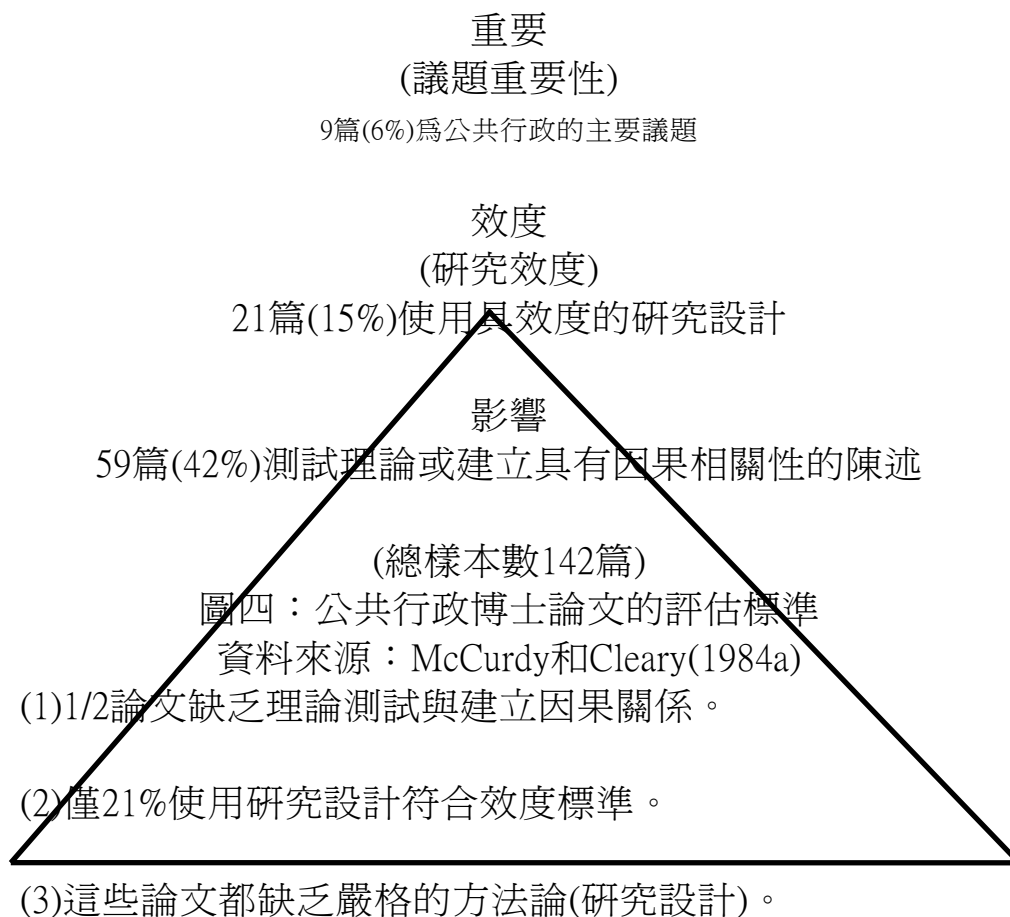 重要
(議題重要性)
9篇(6%)爲公共行政的主要議題
效度
(研究效度)
21篇(15%)使用具效度的研究設計
影響
59篇(42%)測試理論或建立具有因果相關性的陳述
(總樣本數142篇)
圖四：公共行政博士論文的評估標準
資料來源：McCurdy和Cleary(1984a)
(1)1/2論文缺乏理論測試與建立因果關係。
(2)僅21%使用研究設計符合效度標準。
(3)這些論文都缺乏嚴格的方法論(研究設計)。